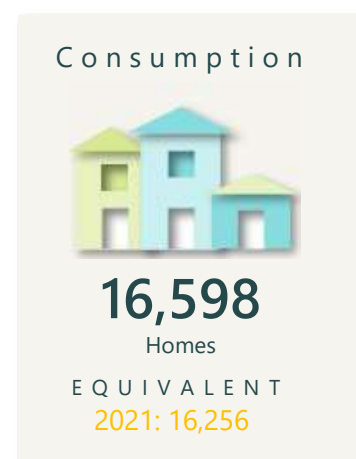 Consumption
16,598
Homes
EQUIVALENT
2021: 16,256